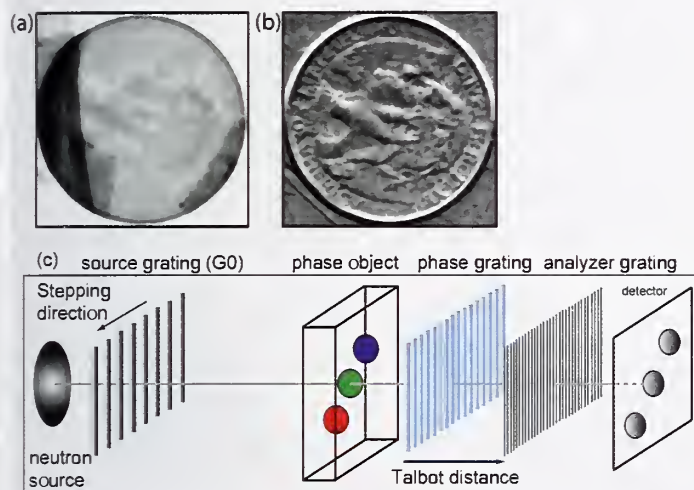 (a)
(b)
(c) source grating (G0) phase object phase grating analyzer grating
Stepping
direction
detector
neutron
source
Talbot distance